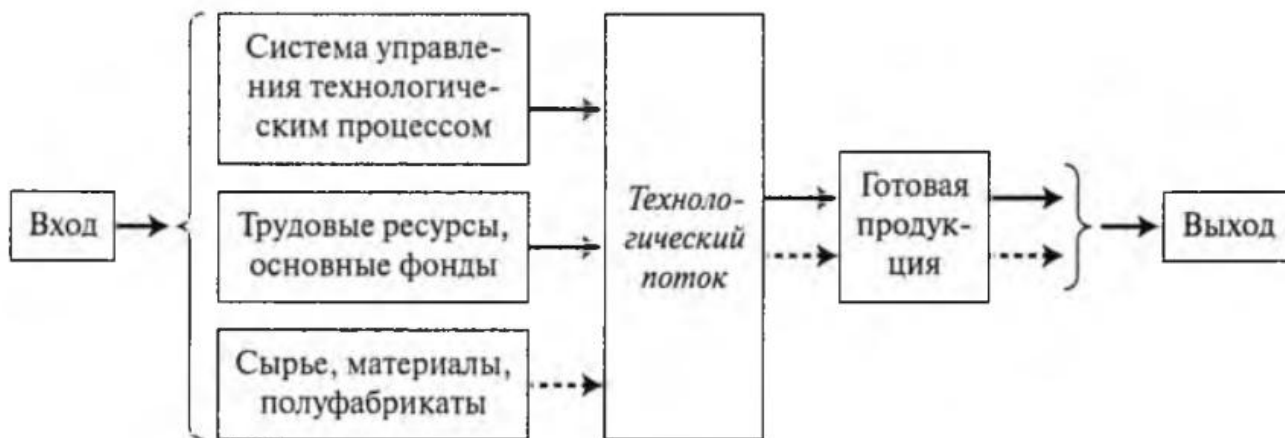 Вход
Система управле-
ния технологиче-
ским процессом
Трудовые ресурсы,
основные фонды
Сырье, материалы,
полуфабрикаты
Техноло-
гический
поток
Готовая
продук-
ция
Выход